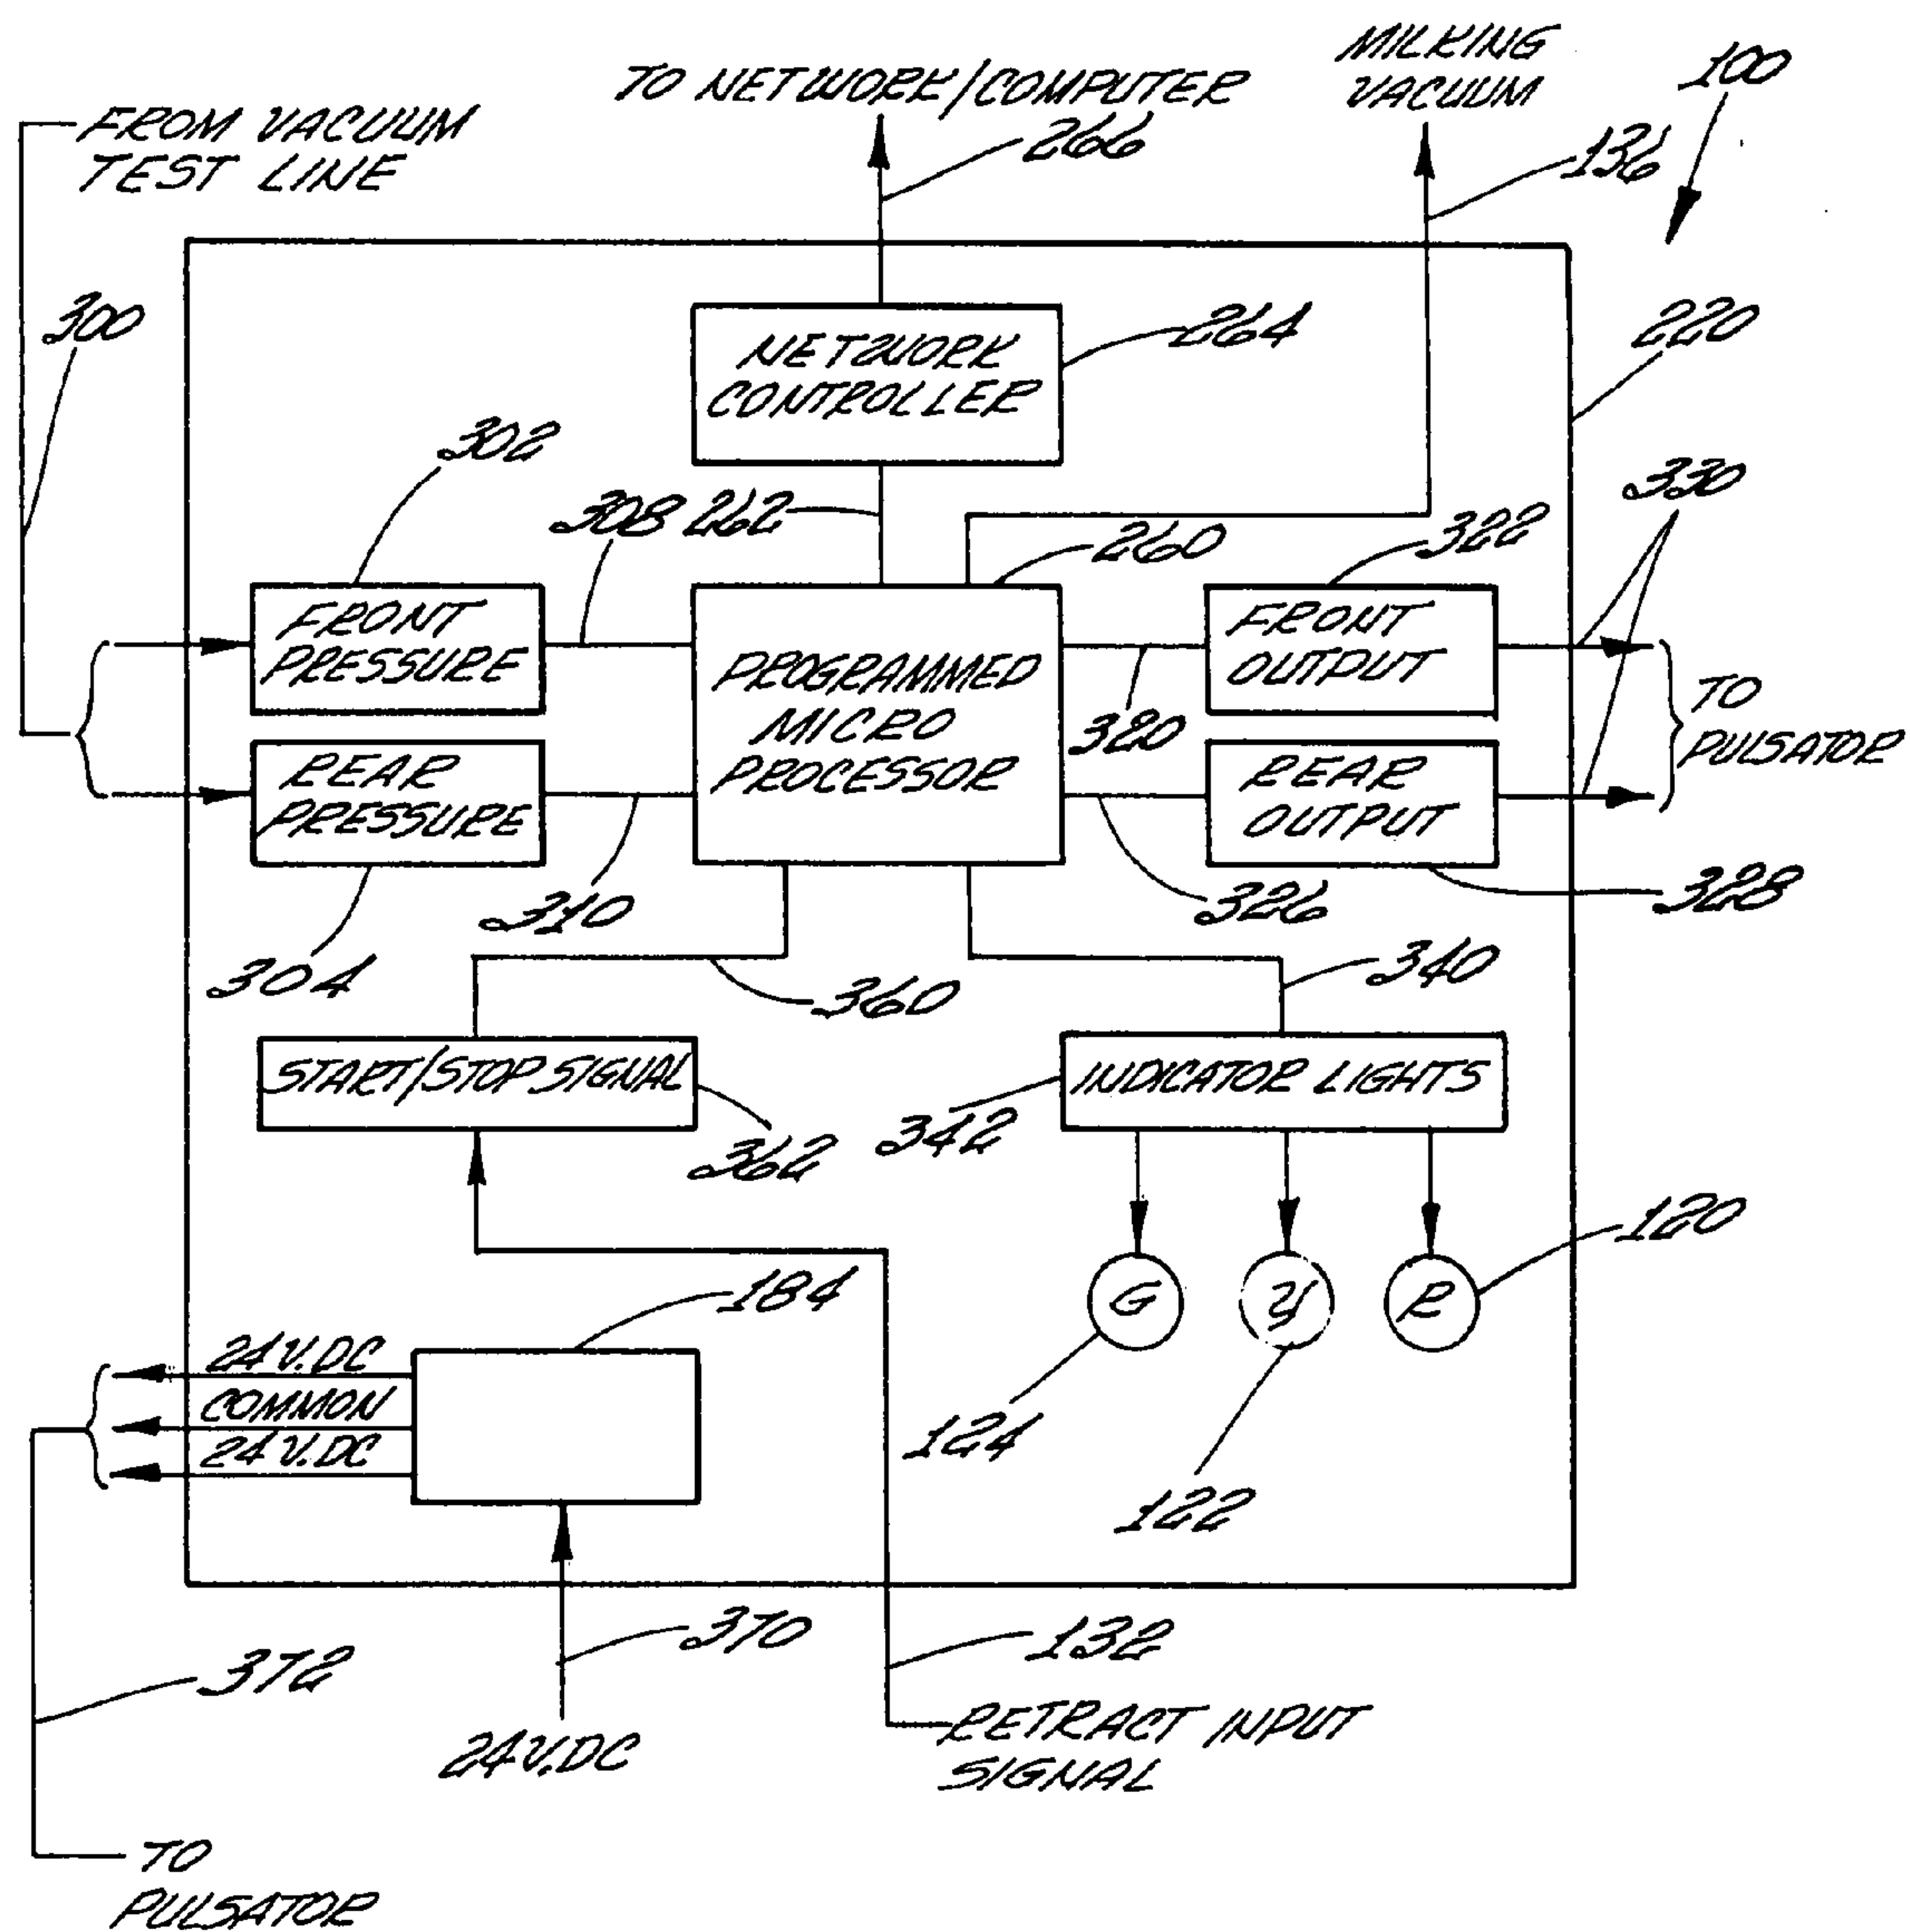 MILKING
VACUUM
100
TO NETWORK/COMPUTER
FROM VACUUM
TEST LINE
266
136
300
264
220
NETWORK
CONTROLLER
302
308
262
330
260
322
FRONT
PRESSURE
FRONT
OUTPUT
PROGRAMMED
MICRO
PROCESSOR
320
TO
PULSATOR
REAR
PRESSURE
REAR
OUTPUT
310
326
328
304
360
340
START/STOP SIGNAL
INDICATOR LIGHTS
362
342
120
184
G
Y
R
24V.DC
COMMON
24V.DC
124
122
370
132
372
24V.DC
RETRACT INPUT
SIGNAL
TO
PULSATOR